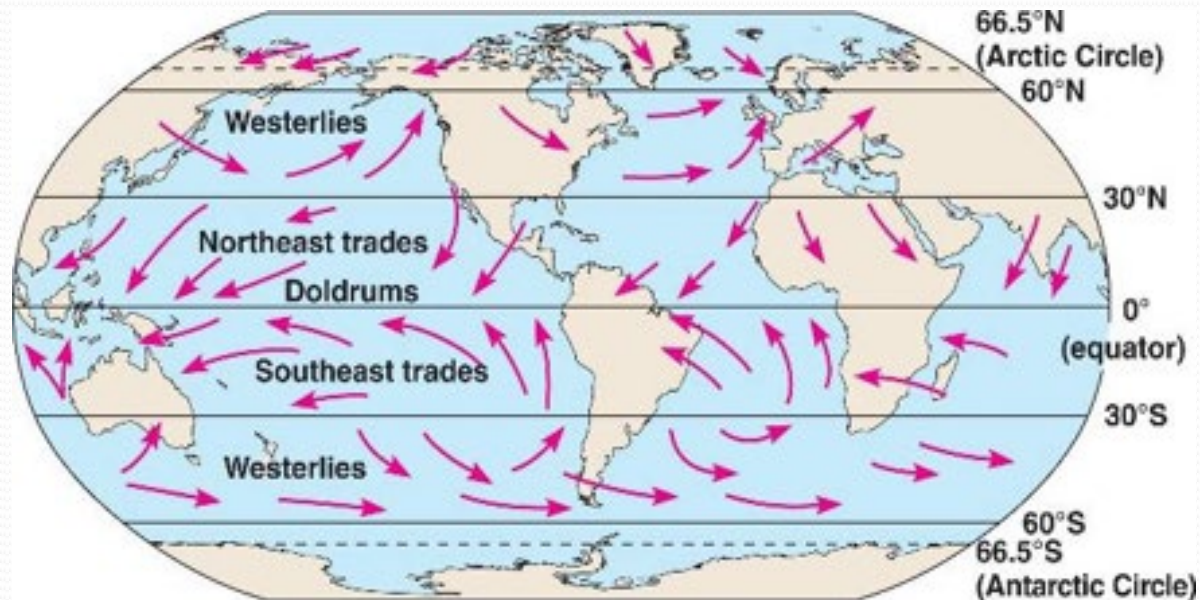 66.5°N
(Arctic Circle)
60°N
Westerlies
30°N
Northeast trades
Doldrums
0°
(equator)
Southeast trades
30°S
Westerlies
60°S
66.5°S
(Antarctic Circle)